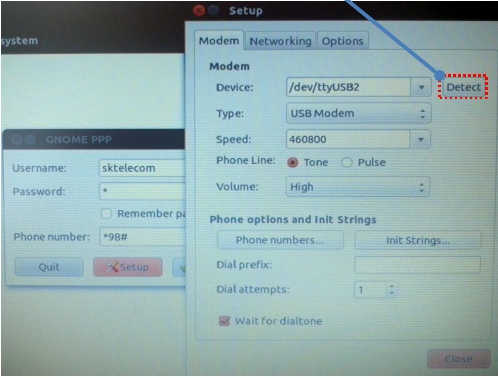 Setup
system
Modem Networking Options
Modem
Device: /dev/ttyUSB2 Detect
Type: USB Modem
Speed: 460800
Phone Line: Tone Pulse
Volume: High
Phone options and Init Strings
Phone numbers... Init Strings...
Dial prefix:
Dial attempts: 1
Wait for dialtone
Close
GNOME PPP
Username: sktelecom
Password: *
Remember pa
Phone number: *98#
Quit Setup